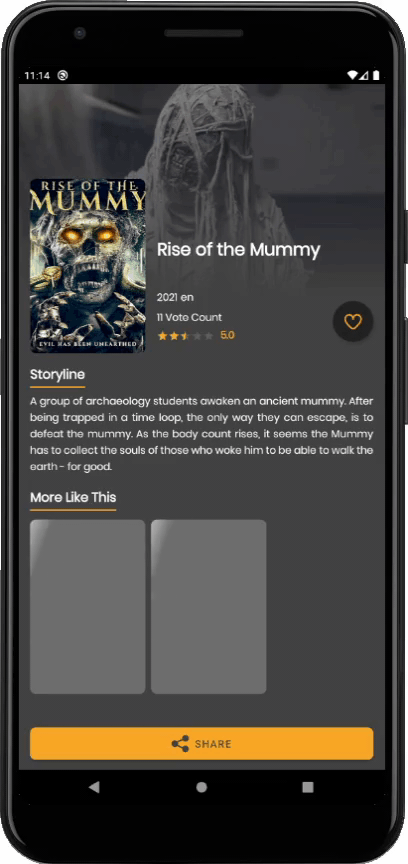 11:14
RISE OF THE
MUMMY
EVIL HAS BEEN UNEARTHED
Rise of the Mummy
2021 en
11 Vote Count
5.0
Storyline
A group of archaeology students awaken an ancient mummy. After
being trapped in a time loop, the only way they can escape, is to
defeat the mummy. As the body count rises, it seems the Mummy
has to collect the souls of those who woke him to be able to walk the
earth - for good.
More Like This
SHARE